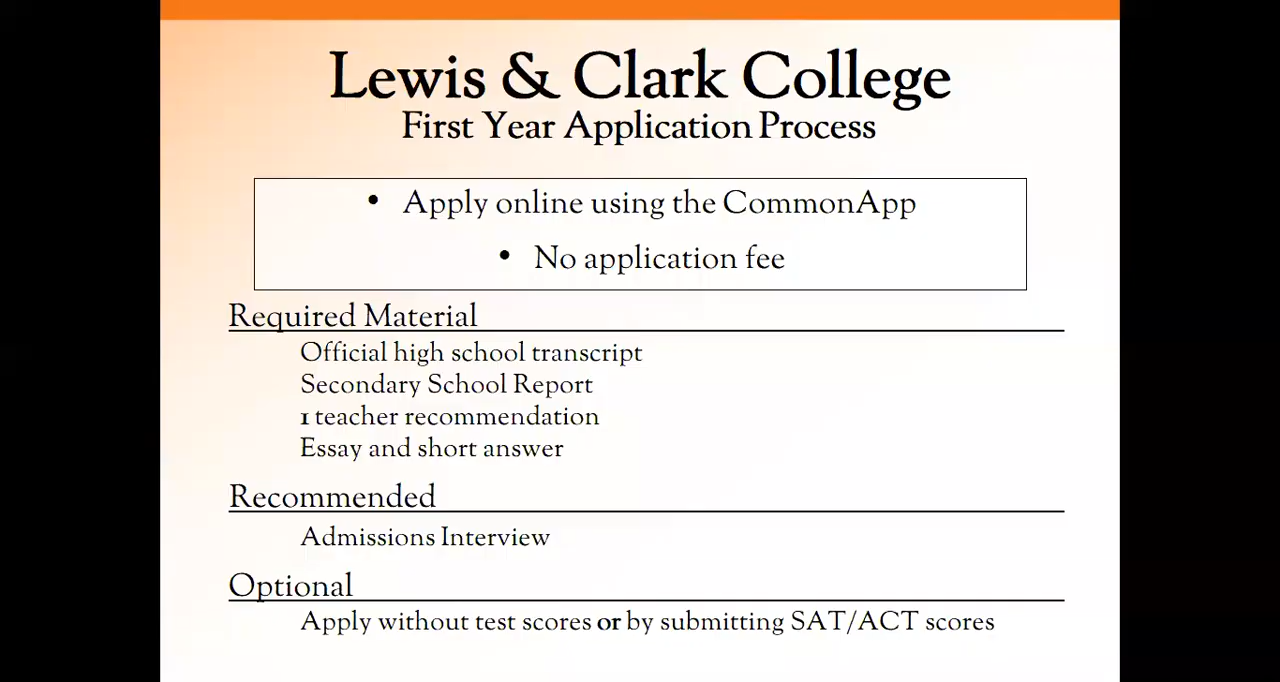 Lewis & Clark College
First Year Application Process
• Apply online using the CommonApp
• No application fee
Required Material
Official high school transcript
Secondary School Report
1 teacher recommendation
Essay and short answer
Recommended
Admissions Interview
Optional
Apply without test scores or by submitting SAT/ACT scores